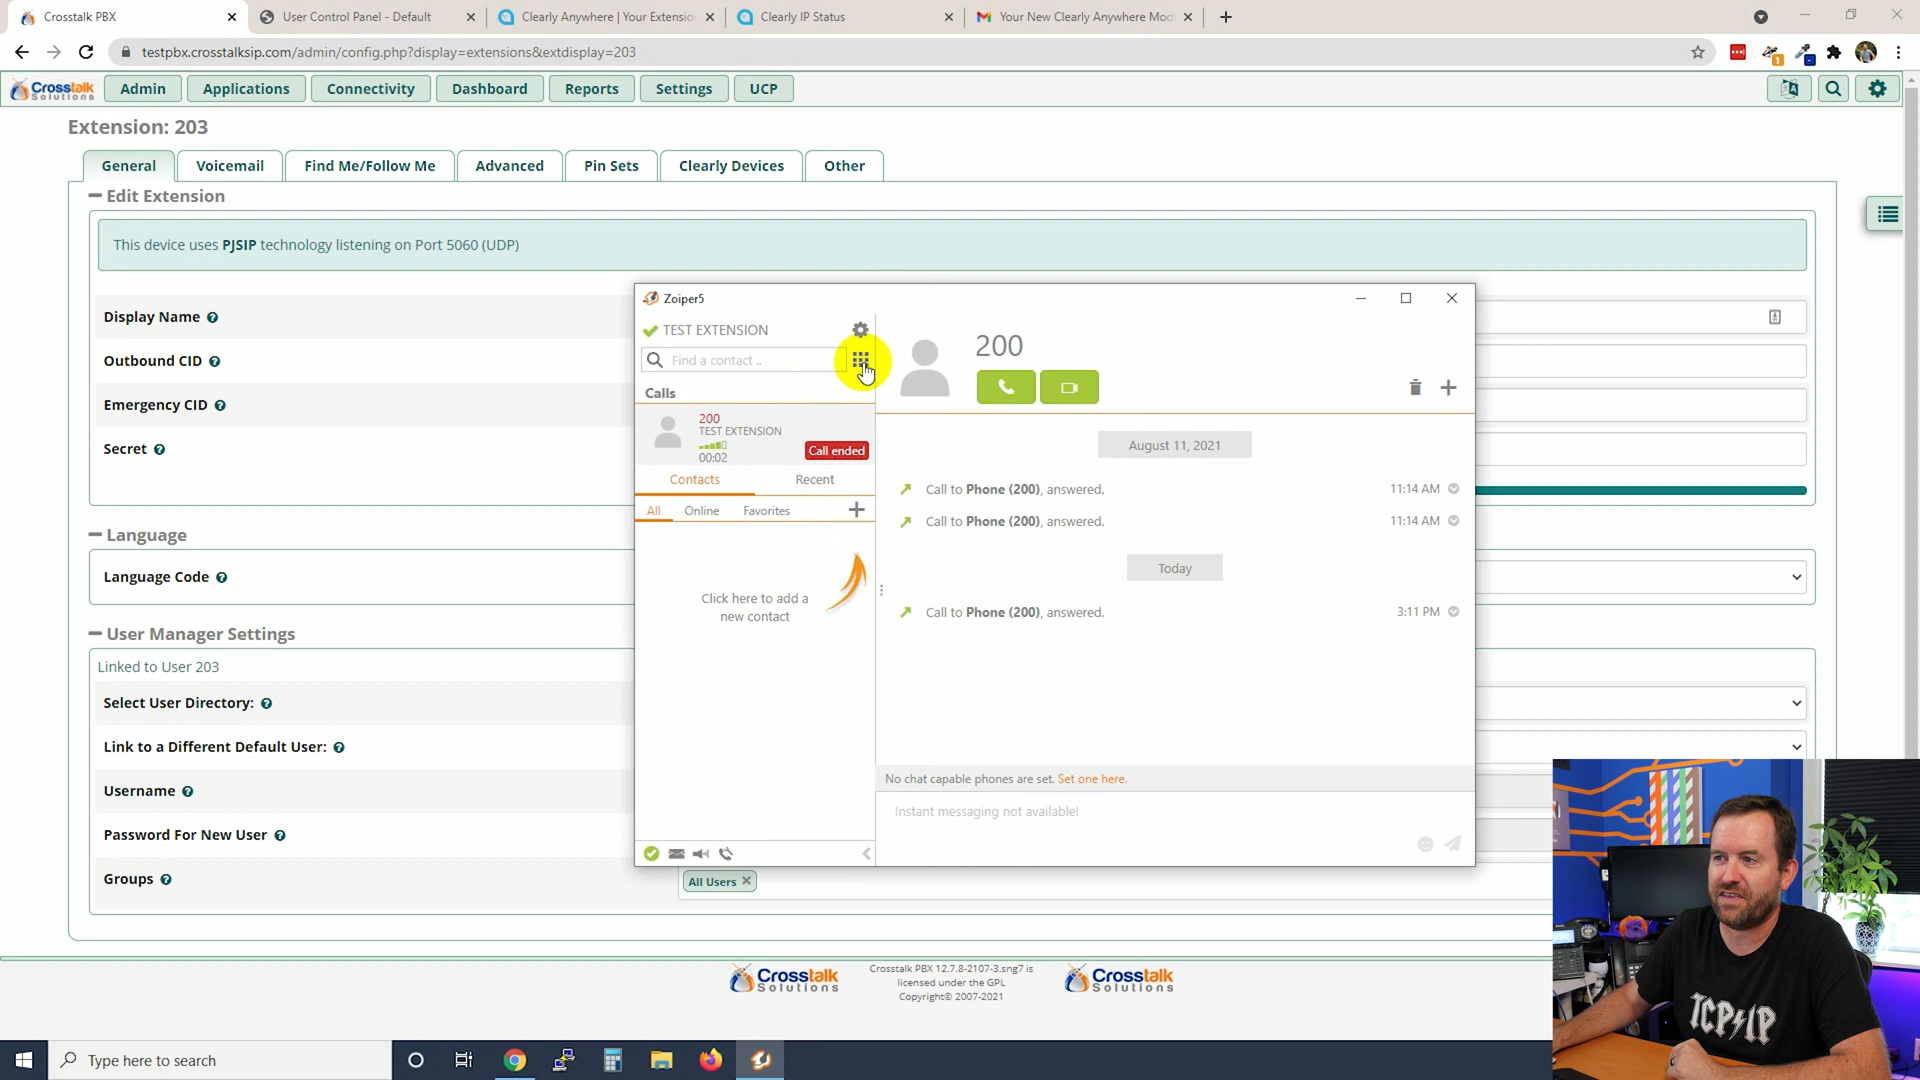 Crosstalk PBX
User Control Panel - Default
Clearly Anywhere | Your Extensio
Clearly IP Status
Your New Clearly Anywhere Mod
testpbx.crosstalksip.com/admin/config.php?display=extensions&extdisplay=203
Crosstalk
Solutions
Admin
Applications
Connectivity
Dashboard
Reports
Settings
UCP
Extension: 203
General
Voicemail
Find Me/Follow Me
Advanced
Pin Sets
Clearly Devices
Other
Edit Extension
This device uses PJSIP technology listening on Port 5060 (UDP)
Display Name
Outbound CID
Emergency CID
Secret
Language
Language Code
User Manager Settings
Linked to User 203
Select User Directory:
Link to a Different Default User:
Username
Password For New User
Groups
All Users
Zoiper5
TEST EXTENSION
Find a contact ..
Calls
200
TEST EXTENSION
00:02
Call ended
Contacts
Recent
All
Online
Favorites
Click here to add a
new contact
200
August 11, 2021
Call to Phone (200), answered.
11:14 AM
Call to Phone (200), answered.
11:14 AM
Today
Call to Phone (200), answered.
3:11 PM
No chat capable phones are set. Set one here.
Instant messaging not available!
Crosstalk
Solutions
Crosstalk PBX 12.7.8-2107-3.sng7 is
licensed under the GPL
Copyright© 2007-2021
Crosstalk
Solutions
Type here to search
TCP/IP